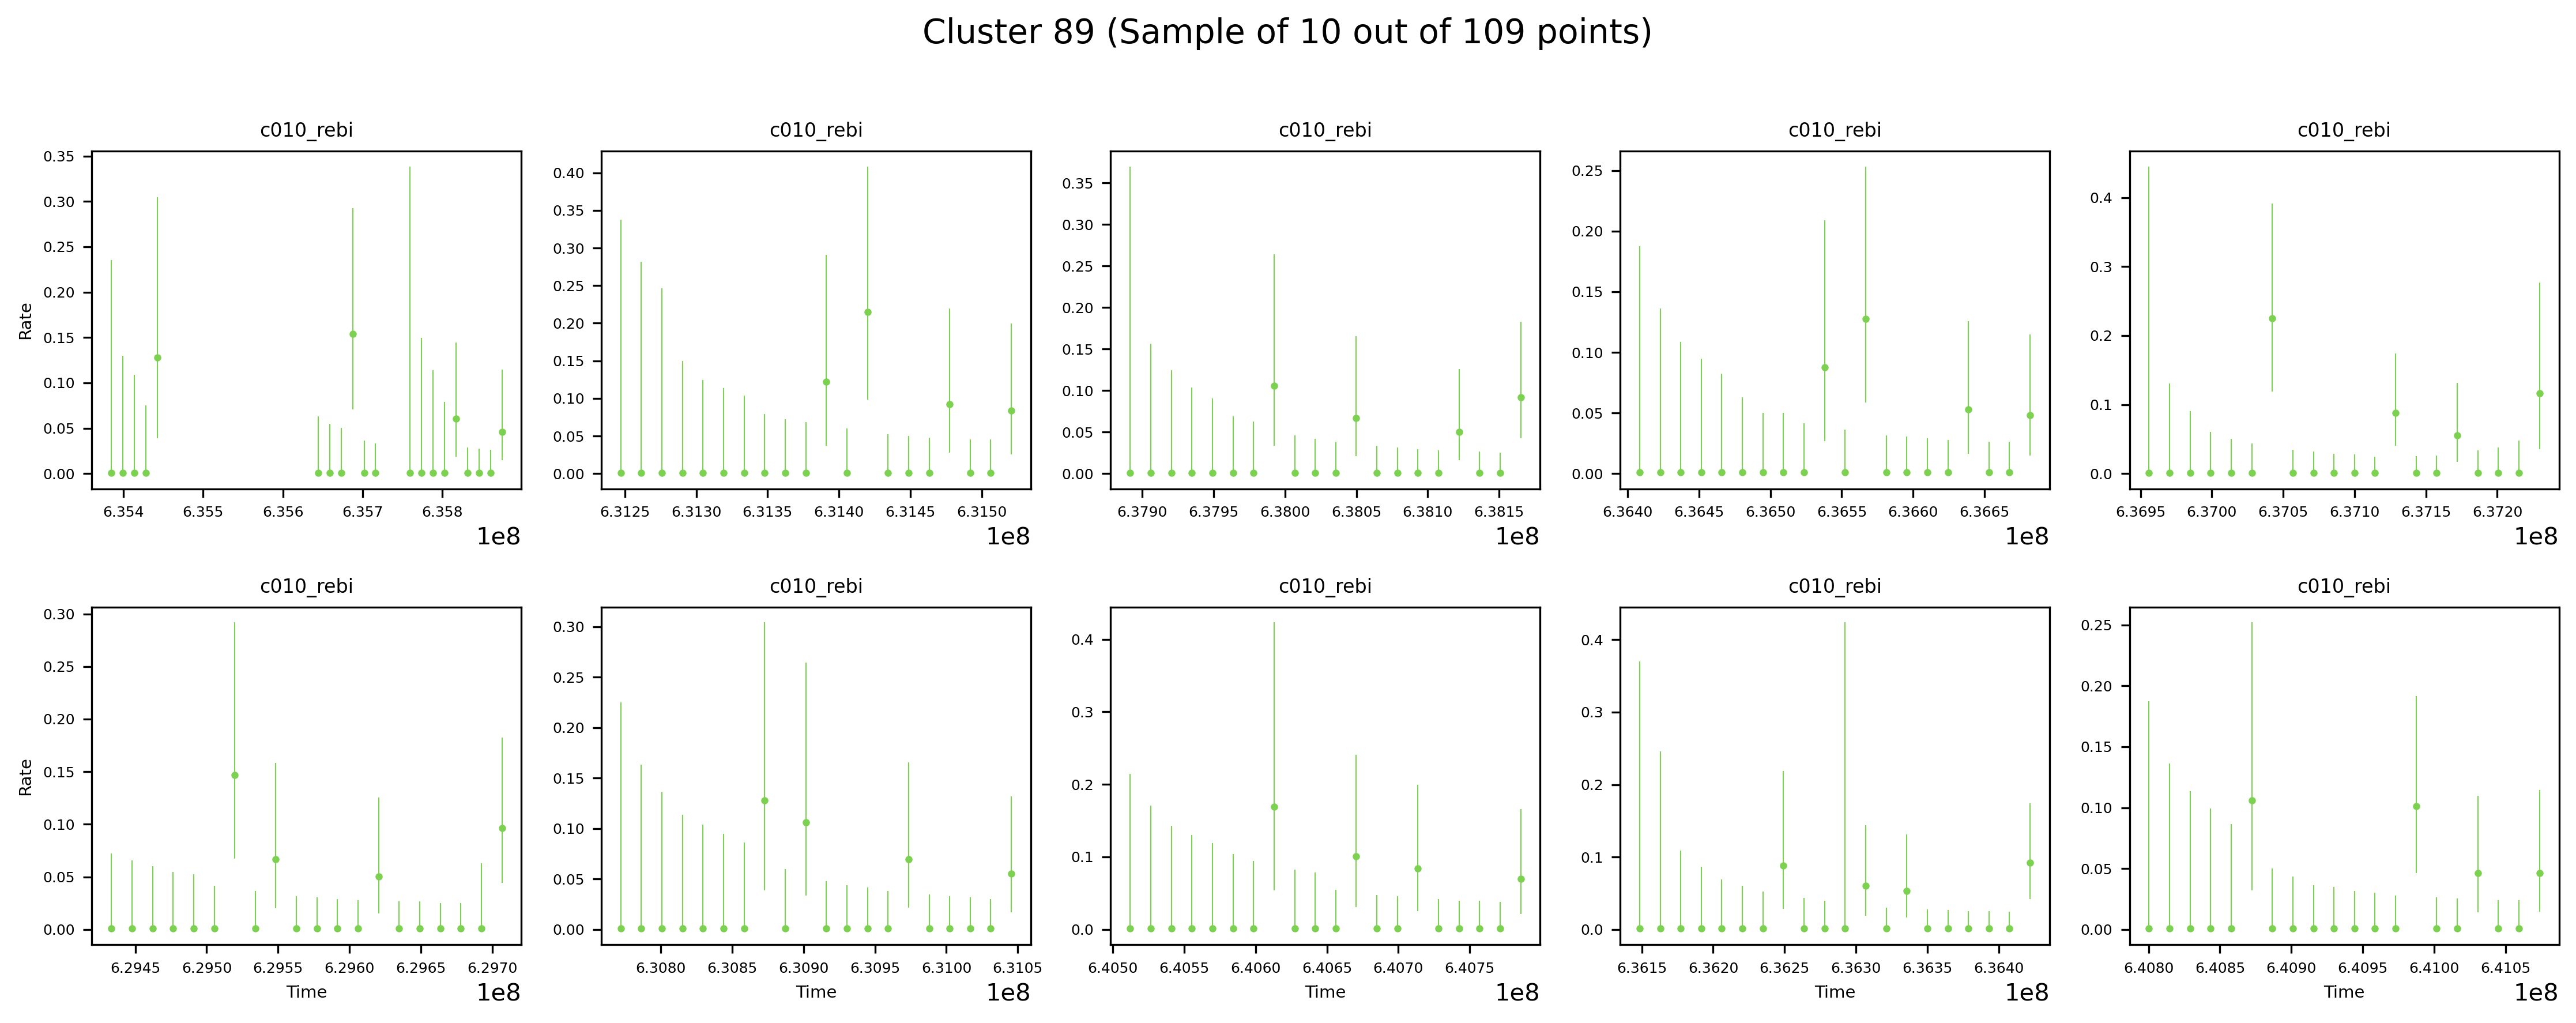 Cluster 89 (Sample of 10 out of 109 points)
c010_rebi c010_rebi c010_rebi c010_rebi c010_rebi
Rate
0.35 0.30 0.25 0.20 0.15 0.10 0.05 0.00
6.354 6.355 6.356 6.357 6.358
1e8
0.40 0.35 0.30 0.25 0.20 0.15 0.10 0.05 0.00
6.3125 6.3130 6.3135 6.3140 6.3145 6.3150
1e8
0.35 0.30 0.25 0.20 0.15 0.10 0.05 0.00
6.3790 6.3795 6.3800 6.3805 6.3810 6.3815
1e8
0.25 0.20 0.15 0.10 0.05 0.00
6.3640 6.3645 6.3650 6.3655 6.3660 6.3665
1e8
0.4 0.3 0.2 0.1 0.0
6.3695 6.3700 6.3705 6.3710 6.3715 6.3720
1e8
c010_rebi c010_rebi c010_rebi c010_rebi c010_rebi
Rate
0.30 0.25 0.20 0.15 0.10 0.05 0.00
6.2945 6.2950 6.2955 6.2960 6.2965 6.2970
Time
1e8
0.30 0.25 0.20 0.15 0.10 0.05 0.00
6.3080 6.3085 6.3090 6.3095 6.3100 6.3105
Time
1e8
0.4 0.3 0.2 0.1 0.0
6.4050 6.4055 6.4060 6.4065 6.4070 6.4075
Time
1e8
0.4 0.3 0.2 0.1 0.0
6.3615 6.3620 6.3625 6.3630 6.3635 6.3640
Time
1e8
0.25 0.20 0.15 0.10 0.05 0.00
6.4080 6.4085 6.4090 6.4095 6.4100 6.4105
Time
1e8